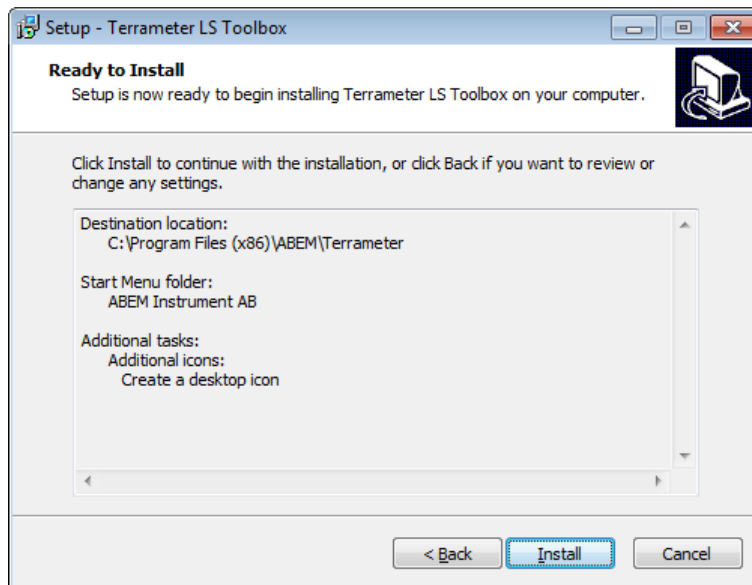 Setup - Terrameter LS Toolbox
Ready to Install
Setup is now ready to begin installing Terrameter LS Toolbox on your computer.
Click Install to continue with the installation, or click Back if you want to review or
change any settings.
Destination location:
C:\Program Files (x86)\ABEM\Terrameter
Start Menu folder:
ABEM Instrument AB
Additional tasks:
Additional icons:
Create a desktop icon
< Back
Install
Cancel